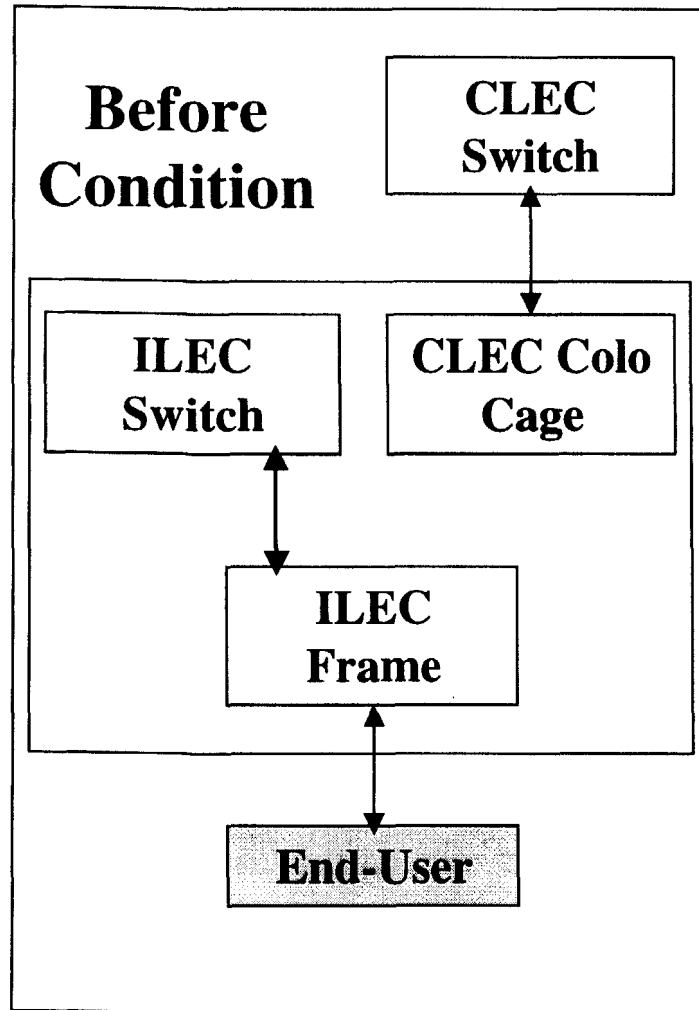 Before
Condition
CLEC
Switch
ILEC
Switch
CLEC Colo
Cage
ILEC
Frame
End-User